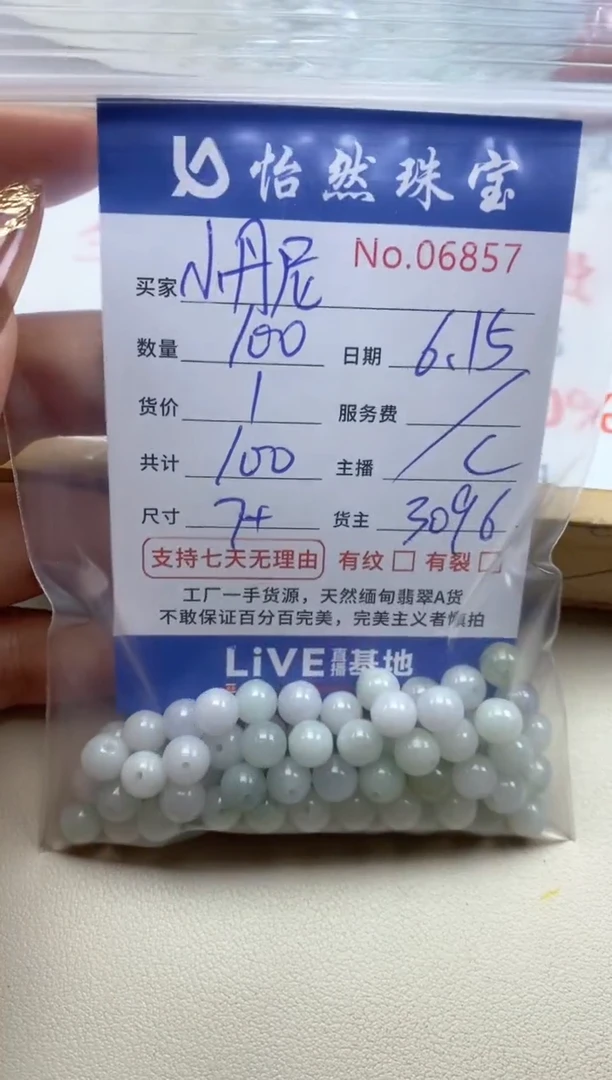 怡然珠宝
No.06857
买家 小丹尼
数量 100 日期 6.15
货价 1 服务费 /
共计 100 主播 / C
尺寸 7+ 货主 3096
支持七天无理由 有纹 □ 有裂 □
工厂一手货源，天然缅甸翡翠A货
不敢保证百分百完美，完美主义者慎拍
LiVE直播基地